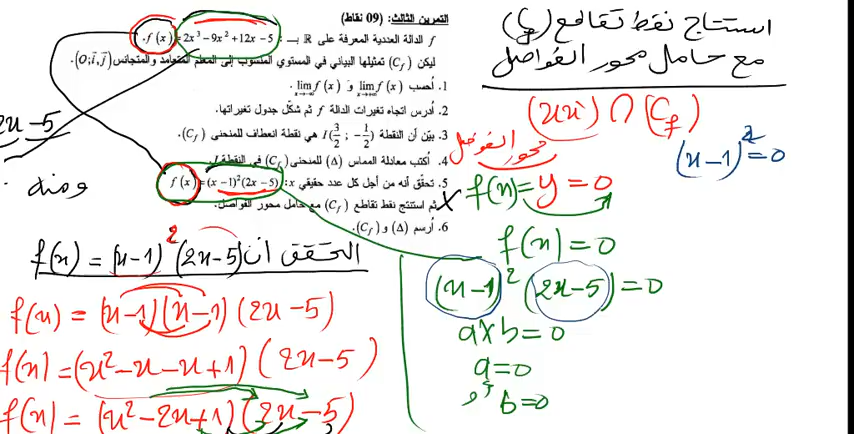 التمرين الثالث: (09 نقاط)
f الدالة العددية المعرفة على ℝ بـ : f(x) = 2x³ − 9x² + 12x − 5.
ليكن (C_f) تمثيلها البياني في المستوي المنسوب إلى المعلم المتعامد والمتجانس (O; i⃗, j⃗).
1. أحسب lim f(x) و lim f(x).
2. أدرس اتجاه تغيرات الدالة f ثم شكّل جدول تغيراتها.
3. بيّن أن النقطة I(3/2 ; −1/2) هي نقطة انعطاف للمنحنى (C_f).
4. أكتب معادلة المماس (Δ) للمنحنى (C_f) في النقطة I.
5. تحقّق أنه من أجل كل عدد حقيقي x: f(x) = (x − 1)²(2x − 5)
ثم استنتج نقط تقاطع (C_f) مع حامل محور الفواصل.
6. أرسم (Δ) و (C_f).
استنتاج نقط تقاطع (C_f)
مع حامل محور الفواصل
(xx') ∩ (C_f)
محور الفواصل
(x−1)² = 0
f(x) = y = 0
f(x) = 0
(x−1)² (2x−5) = 0
a×b = 0
a = 0
b = 0
x−5
ومنه
التحقق أن f(x) = (x−1)² (2x−5)
f(x) = (x−1)(x−1)(2x−5)
f(x) = (x²−x−x+1)(2x−5)
f(x) = (x²−2x+1)(2x−5)